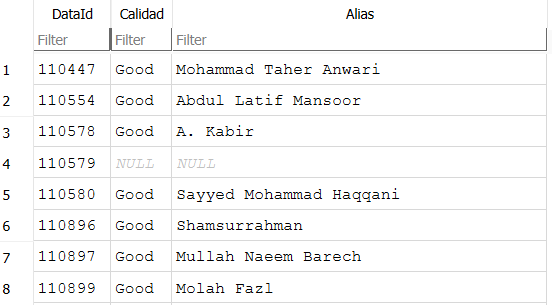 DataId Calidad Alias
Filter Filter Filter
1 110447 Good Mohammad Taher Anwari
2 110554 Good Abdul Latif Mansoor
3 110578 Good A. Kabir
4 110579 NULL NULL
5 110580 Good Sayyed Mohammad Haqqani
6 110896 Good Shamsurrahman
7 110897 Good Mullah Naeem Barech
8 110899 Good Molah Fazl